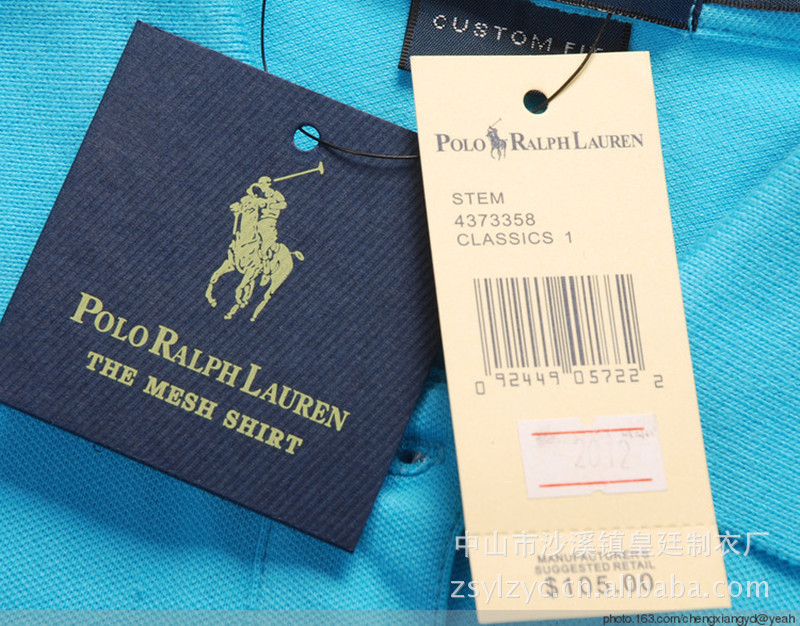 CUSTOM FIT
POLO RALPH LAUREN
THE MESH SHIRT
POLO RALPH LAUREN
STEM
4373358
CLASSICS 1
0 92449 05722 2
2012
MANUFACTURER'S
SUGGESTED RETAIL
$105.00
中山市沙溪镇皇廷制衣厂
zsylzyc.cn.alibaba.com
photo.163.com/chengxiangyd@yeah